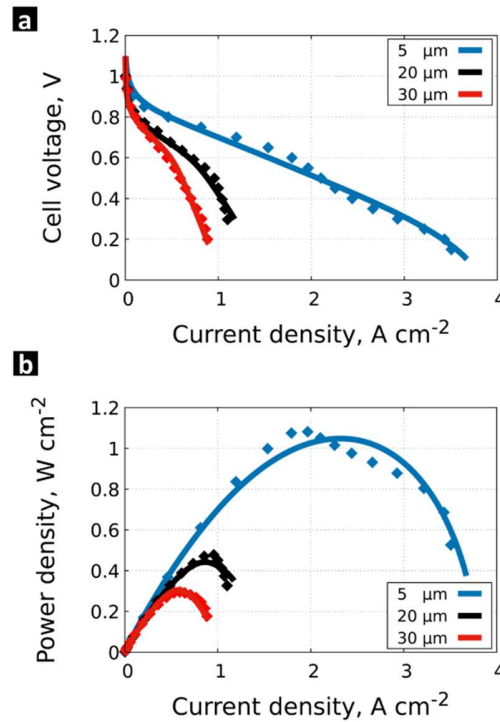 a
1.2
1
0.8
0.6
0.4
0.2
0
Cell voltage, V
5 µm
20 µm
30 µm
0 1 2 3 4
Current density, A cm-2
b
1.2
1
0.8
0.6
0.4
0.2
0
Power density, W cm-2
5 µm
20 µm
30 µm
0 1 2 3 4
Current density, A cm-2